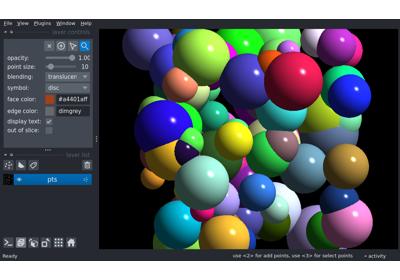 File View Plugins Window Help
layer controls
opacity: 1.00
point size: 10
blending: translucen
symbol: disc
face color: #a4401aff
edge color: dimgrey
display text: ✓
out of slice:
layer list
pts
Ready
use <2> for add points, use <3> for select points
activity